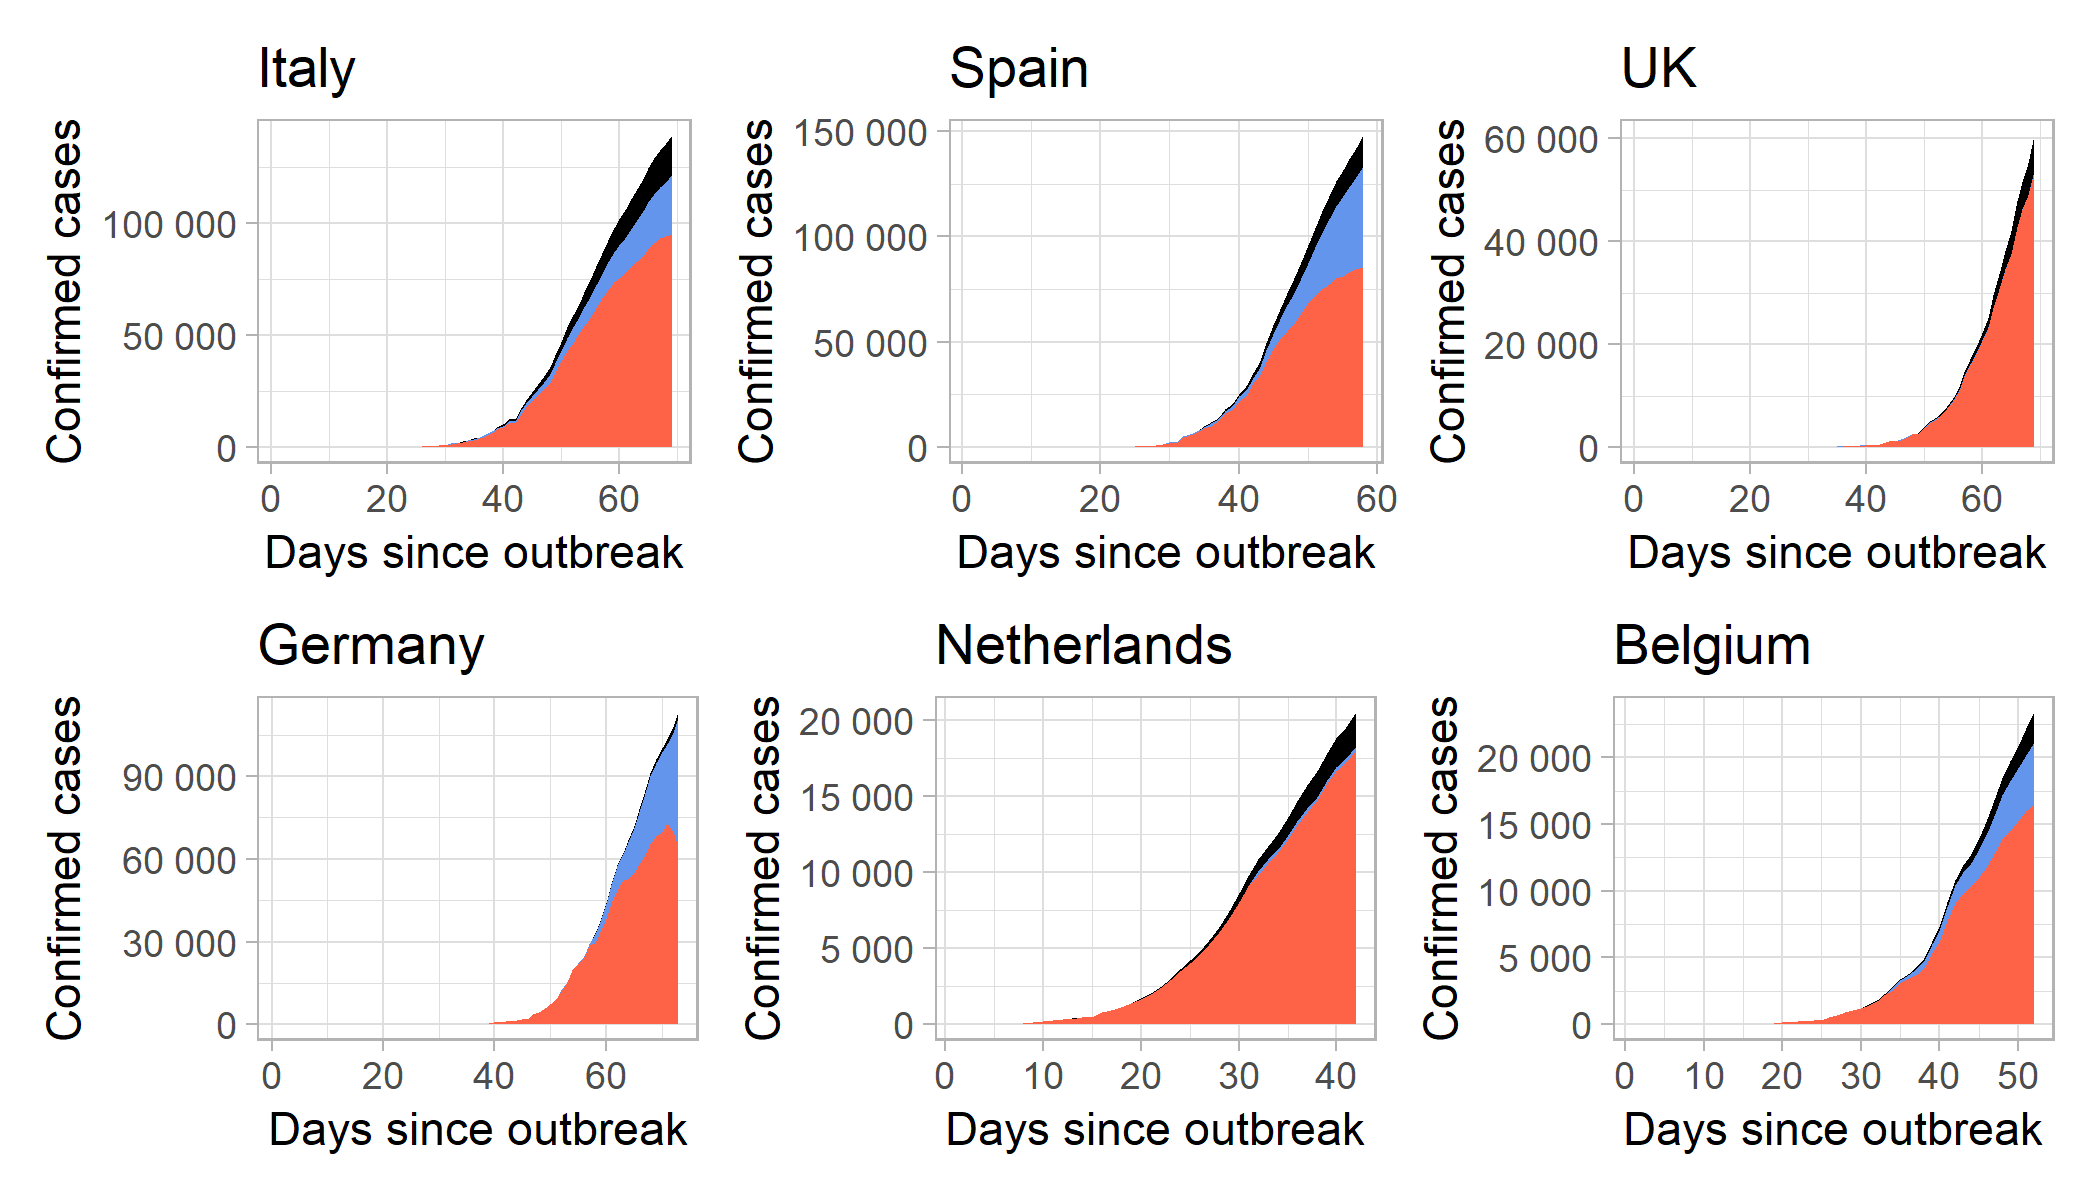 Italy
Confirmed cases
100 000
50 000
0
0 20 40 60
Days since outbreak
Spain
Confirmed cases
150 000
100 000
50 000
0
0 20 40 60
Days since outbreak
UK
Confirmed cases
60 000
40 000
20 000
0
0 20 40 60
Days since outbreak
Germany
Confirmed cases
90 000
60 000
30 000
0
0 20 40 60
Days since outbreak
Netherlands
Confirmed cases
20 000
15 000
10 000
5 000
0
0 10 20 30 40
Days since outbreak
Belgium
Confirmed cases
20 000
15 000
10 000
5 000
0
0 10 20 30 40 50
Days since outbreak